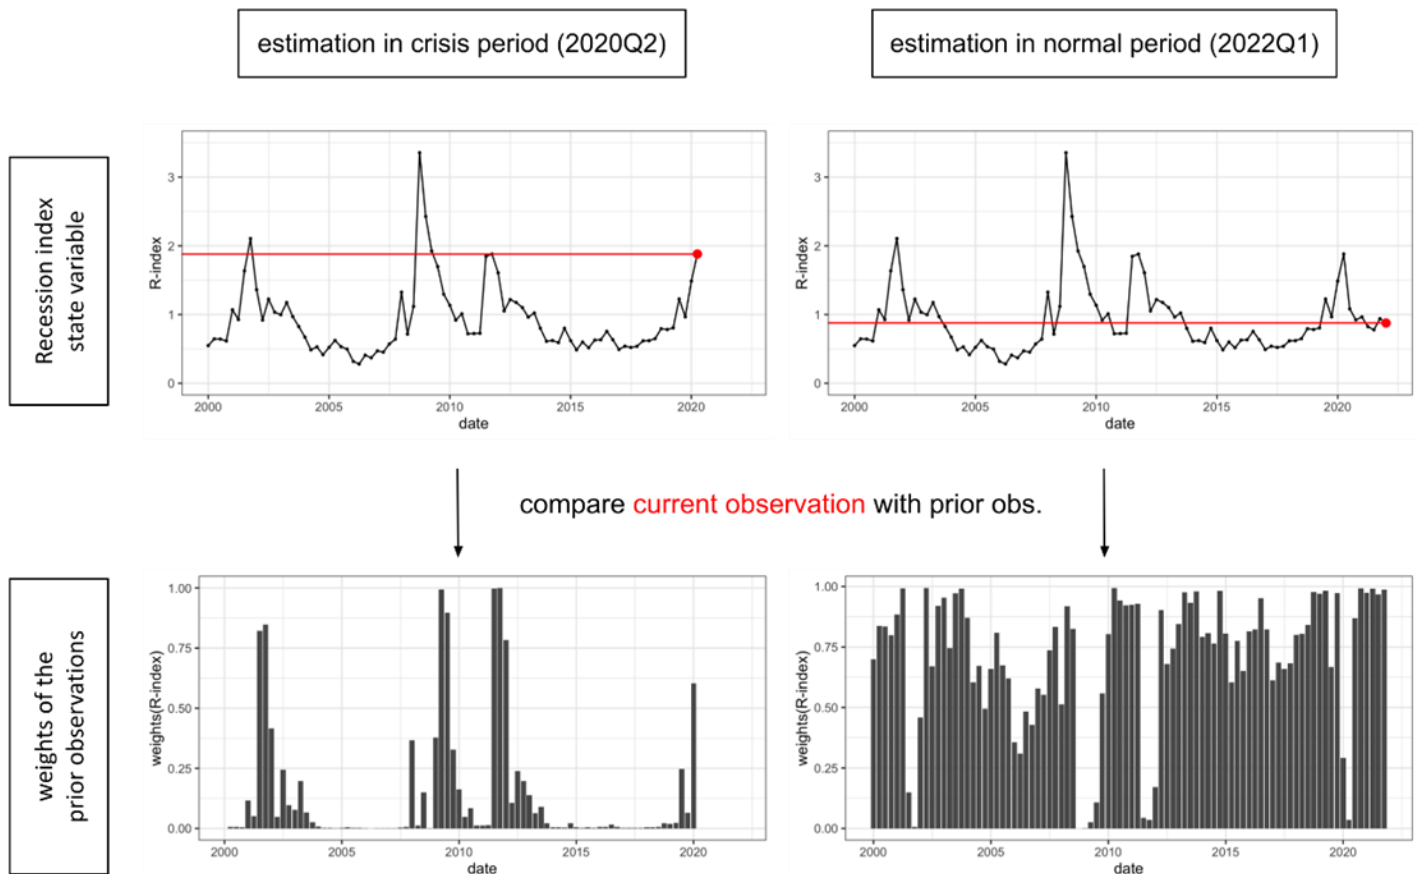 estimation in crisis period (2020Q2)
estimation in normal period (2022Q1)
Recession index
state variable
R-index
3
2
1
0
2000
2005
2010
2015
2020
date
R-index
3
2
1
0
2000
2005
2010
2015
2020
date
compare current observation with prior obs.
weights of the
prior observations
weights(R-index)
1.00
0.75
0.50
0.25
0.00
2000
2005
2010
2015
2020
date
weights(R-index)
1.00
0.75
0.50
0.25
0.00
2000
2005
2010
2015
2020
date